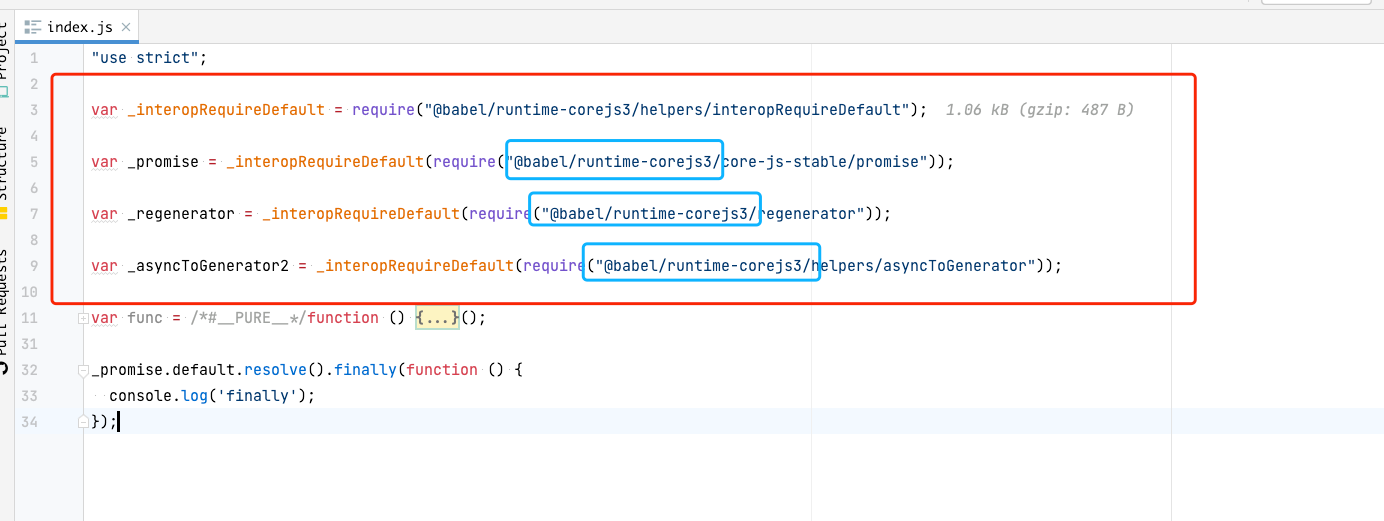 index.js
Project
Structure
Pull Requests
1 "use strict";
2
3 var _interopRequireDefault = require("@babel/runtime-corejs3/helpers/interopRequireDefault"); 1.06 kB (gzip: 487 B)
4
5 var _promise = _interopRequireDefault(require("@babel/runtime-corejs3/core-js-stable/promise"));
6
7 var _regenerator = _interopRequireDefault(require("@babel/runtime-corejs3/regenerator"));
8
9 var _asyncToGenerator2 = _interopRequireDefault(require("@babel/runtime-corejs3/helpers/asyncToGenerator"));
10
11 var func = /*#__PURE__*/function () {...}();
31
32 _promise.default.resolve().finally(function () {
33 console.log('finally');
34 });